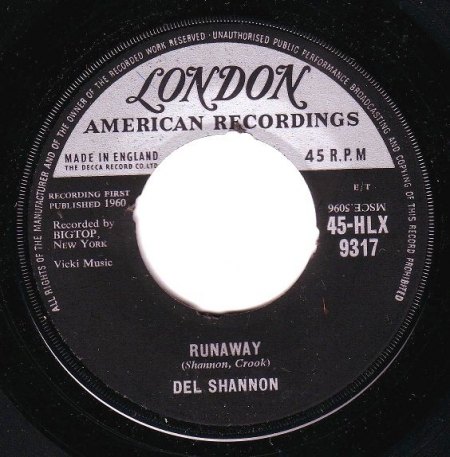 ALL RIGHTS OF THE MANUFACTURER AND OF THE OWNER OF THE RECORDED WORK RESERVED · UNAUTHORISED PUBLIC PERFORMANCE BROADCASTING AND COPYING OF THIS RECORD PROHIBITED
LONDON
AMERICAN RECORDINGS
MADE IN ENGLAND
THE DECCA RECORD CO. LTD
45 R.P.M
RECORDING FIRST
PUBLISHED 1960
Recorded by
BIGTOP,
NEW YORK
Vicki Music
E/T
MSCE.5096
45-HLX
9317
RUNAWAY
(Shannon, Crook)
DEL SHANNON